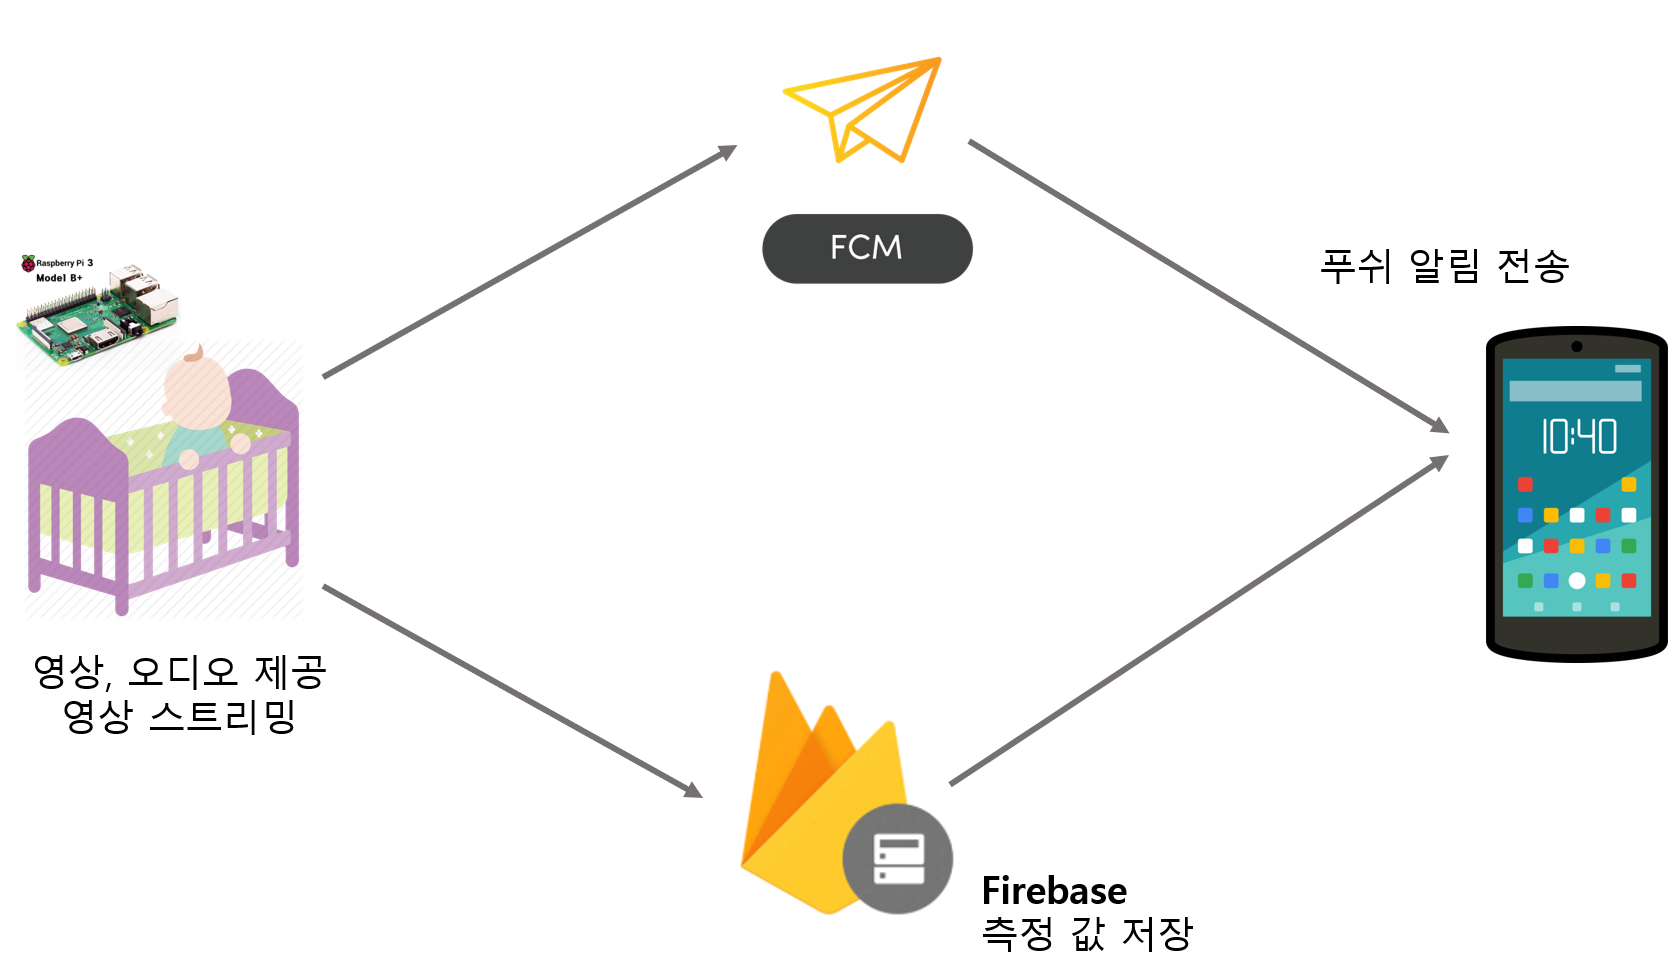 FCM
푸쉬 알림 전송
Raspberry Pi 3
Model B+
10:40
영상, 오디오 제공
영상 스트리밍
Firebase
측정 값 저장